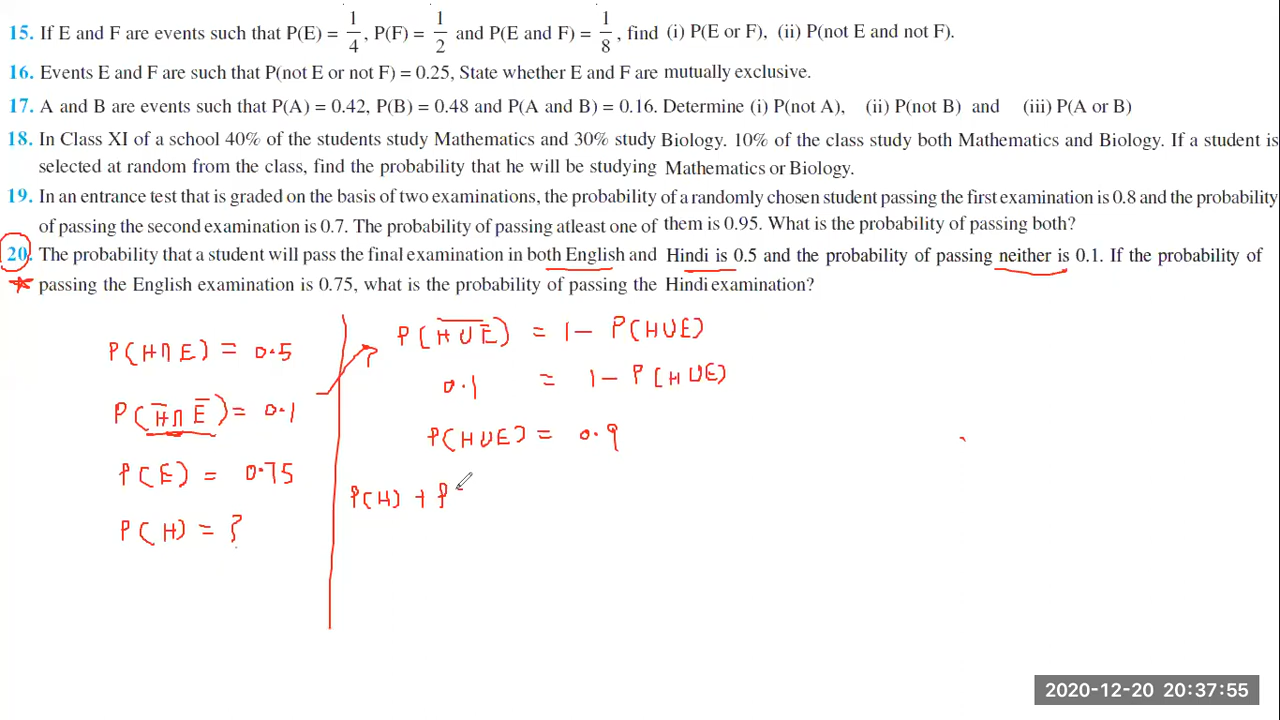 15. If E and F are events such that P(E) = 1/4, P(F) = 1/2 and P(E and F) = 1/8, find (i) P(E or F), (ii) P(not E and not F).
16. Events E and F are such that P(not E or not F) = 0.25, State whether E and F are mutually exclusive.
17. A and B are events such that P(A) = 0.42, P(B) = 0.48 and P(A and B) = 0.16. Determine (i) P(not A), (ii) P(not B) and (iii) P(A or B)
18. In Class XI of a school 40% of the students study Mathematics and 30% study Biology. 10% of the class study both Mathematics and Biology. If a student is
selected at random from the class, find the probability that he will be studying Mathematics or Biology.
19. In an entrance test that is graded on the basis of two examinations, the probability of a randomly chosen student passing the first examination is 0.8 and the probability
of passing the second examination is 0.7. The probability of passing atleast one of them is 0.95. What is the probability of passing both?
20. The probability that a student will pass the final examination in both English and Hindi is 0.5 and the probability of passing neither is 0.1. If the probability of
passing the English examination is 0.75, what is the probability of passing the Hindi examination?
P(H∩E) = 0.5
P(H̅∩E̅) = 0.1
P(E) = 0.75
P(H) = ?
P(H̅∪̅E̅) = 1 - P(H∪E)
0.1 = 1 - P(H∪E)
P(H∪E) = 0.9
P(H) + P
2020-12-20 20:37:55